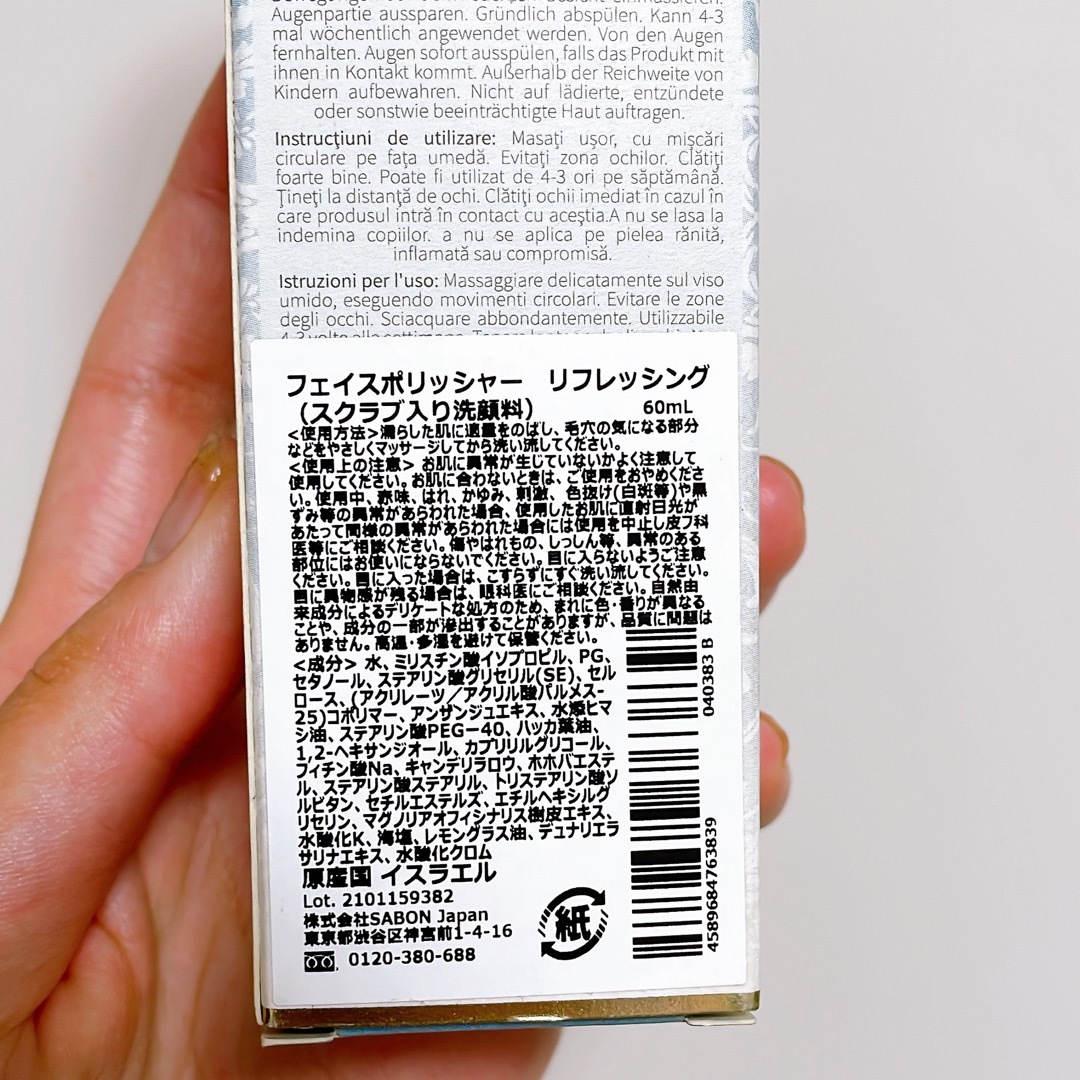 Augenpartie aussparen. Gründlich abspülen. Kann 4-3
mal wöchentlich angewendet werden. Von den Augen
fernhalten. Augen sofort ausspülen, falls das Produkt mit
ihnen in Kontakt kommt. Außerhalb der Reichweite von
Kindern aufbewahren. Nicht auf lädierte, entzündete
oder sonstwie beeinträchtigte Haut auftragen.
Instrucţiuni de utilizare: Masaţi uşor, cu mişcări
circulare pe faţa umedă. Evitaţi zona ochilor. Clătiţi
foarte bine. Poate fi utilizat de 4-3 ori pe săptămână.
Ţineţi la distanţă de ochi. Clătiţi ochii imediat în cazul în
care produsul intră în contact cu aceştia.A nu se lasa la
indemina copiilor. a nu se aplica pe pielea rănită,
inflamată sau compromisă.
Istruzioni per l'uso: Massaggiare delicatamente sul viso
umido, eseguendo movimenti circolari. Evitare le zone
degli occhi. Sciacquare abbondantemente. Utilizzabile
フェイスポリッシャー リフレッシング
（スクラブ入り洗顔料） 60mL
<使用方法>濡らした肌に適量をのばし、毛穴の気になる部分
などをやさしくマッサージしてから洗い流してください。
<使用上の注意> お肌に異常が生じていないかよく注意して
使用してください。お肌に合わないときは、ご使用をおやめくださ
い。使用中、赤味、はれ、かゆみ、刺激、色抜け(白斑等)や黒
ずみ等の異常があらわれた場合、使用したお肌に直射日光が
あたって同様の異常があらわれた場合には使用を中止し皮フ科
医等にご相談ください。傷やはれもの、しっしん等、異常のある
部位にはお使いにならないでください。目に入らないようご注意
ください。目に入った場合は、こすらずにすぐ洗い流してください。
目に異物感が残る場合は、眼科医にご相談ください。自然由
来成分によるデリケートな処方のため、まれに色・香りが異なる
ことや、成分の一部が滲出することがありますが、品質に問題は
ありません。高温・多湿を避けて保管ください。
<成分> 水、ミリスチン酸イソプロピル、PG、
セタノール、ステアリン酸グリセリル(SE)、セル
ロース、(アクリレーツ／アクリル酸パルメス-
25)コポリマー、アンズジュエキス、水添ヒマ
シ油、ステアリン酸PEG-40、ハッカ葉油、
1,2-ヘキサンジオール、カプリリルグリコール、
フィチン酸Na、キャンデリラロウ、ホホバエステ
ル、ステアリン酸ステアリル、トリステアリン酸ソ
ルビタン、セチルエステルズ、エチルヘキシルグ
リセリン、マグノリアオフィシナリス樹皮エキス、
水酸化K、海塩、レモングラス油、デュナリエラ
サリナエキス、水酸化クロム
原産国 イスラエル
Lot. 2101159382
株式会社SABON Japan
東京都渋谷区神宮前1-4-16
0120-380-688
紙
040383 B
4589684763839